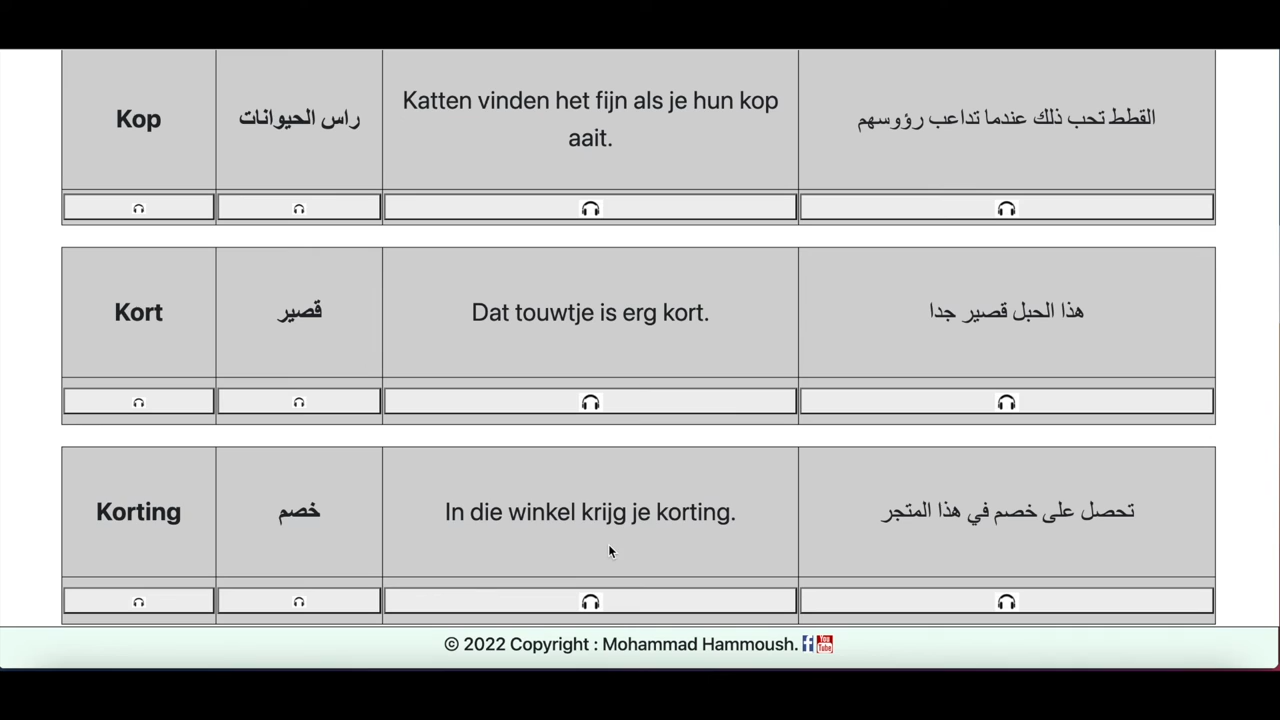 Kop
راس الحيوانات
Katten vinden het fijn als je hun kop
aait.
القطط تحب ذلك عندما تداعب رؤوسهم
Kort
قصير
Dat touwtje is erg kort.
هذا الحبل قصير جدا
Korting
خصم
In die winkel krijg je korting.
تحصل على خصم في هذا المتجر
© 2022 Copyright : Mohammad Hammoush. f You Tube